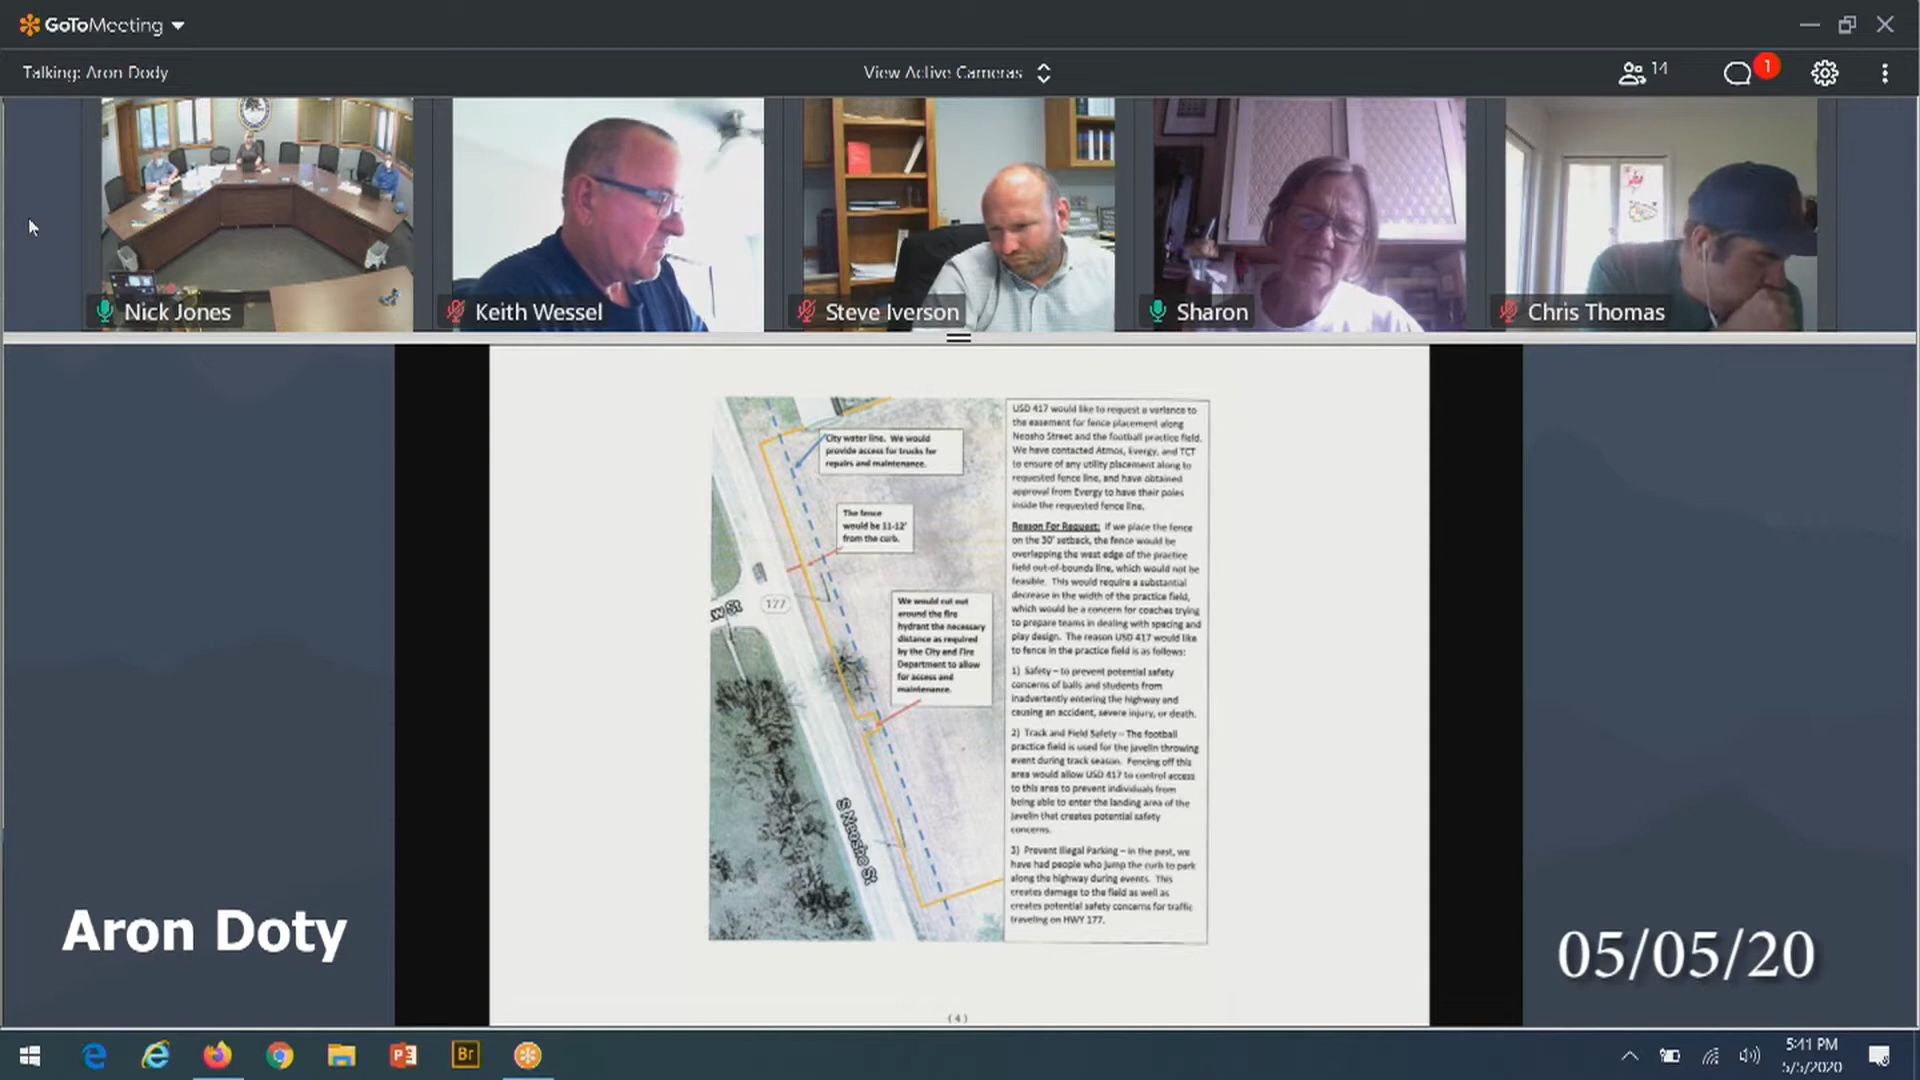 GoToMeeting
Talking: Aron Dody
View Active Cameras
14
1
Nick Jones
Keith Wessel
Steve Iverson
Sharon
Chris Thomas
City water line. We would
provide access for trucks for
repairs and maintenance.
The fence
would be 11-12'
from the curb.
177
W St
We would cut out
around the fire
hydrant the necessary
distance as required
by the City and Fire
Department to allow
for access and
maintenance.
S Neosho St
USD 417 would like to request a variance to
the easement for fence placement along
Neosho Street and the football practice field.
We have contacted Atmos, Evergy, and TCT
to ensure of any utility placement along to
requested fence line, and have obtained
approval from Evergy to have their poles
inside the requested fence line.
Reason For Request: If we place the fence
on the 30' setback, the fence would be
overlapping the west edge of the practice
field out-of-bounds line, which would not be
feasible. This would require a substantial
decrease in the width of the practice field,
which would be a concern for coaches trying
to prepare teams in dealing with spacing and
play design. The reason USD 417 would like
to fence in the practice field is as follows:
1) Safety – to prevent potential safety
concerns of balls and students from
inadvertently entering the highway and
causing an accident, severe injury, or death.
2) Track and Field Safety – The football
practice field is used for the javelin throwing
event during track season. Fencing off this
area would allow USD 417 to control access
to this area to prevent individuals from
being able to enter the landing area of the
javelin that creates potential safety
concerns.
3) Prevent Illegal Parking – in the past, we
have had people who jump the curb to park
along the highway during events. This
creates damage to the field as well as
creates potential safety concerns for traffic
traveling on HWY 177.
(4)
Aron Doty
05/05/20
Br
5:41 PM
5/5/2020